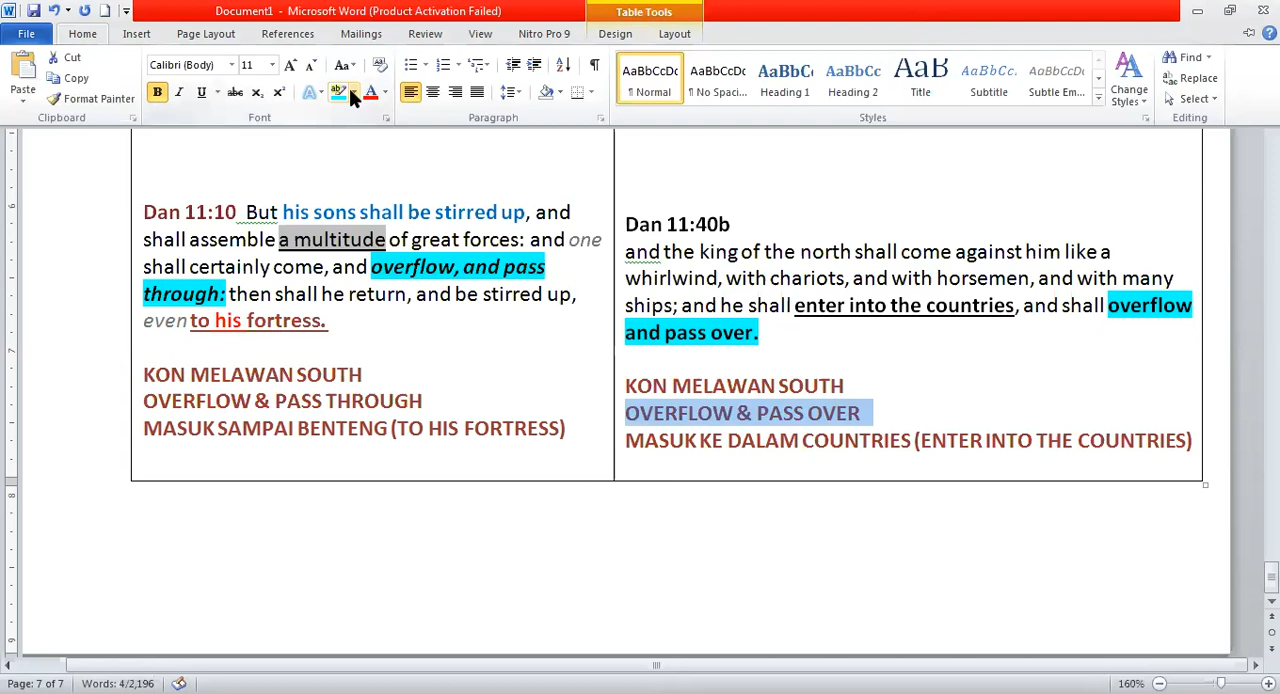 Document1 - Microsoft Word (Product Activation Failed)
Table Tools
File Home Insert Page Layout References Mailings Review View Nitro Pro 9 Design Layout
Paste
Cut
Copy
Format Painter
Clipboard
Calibri (Body) 11
Font
Paragraph
AaBbCcDc AaBbCcDc AaBbC AaBbCc AaB AaBbCc. AaBbCcDc
¶ Normal ¶ No Spaci... Heading 1 Heading 2 Title Subtitle Subtle Em...
Styles
Change Styles
Find
Replace
Select
Editing
Dan 11:10 But his sons shall be stirred up, and
shall assemble a multitude of great forces: and one
shall certainly come, and overflow, and pass
through: then shall he return, and be stirred up,
even to his fortress.
KON MELAWAN SOUTH
OVERFLOW & PASS THROUGH
MASUK SAMPAI BENTENG (TO HIS FORTRESS)
Dan 11:40b
and the king of the north shall come against him like a
whirlwind, with chariots, and with horsemen, and with many
ships; and he shall enter into the countries, and shall overflow
and pass over.
KON MELAWAN SOUTH
OVERFLOW & PASS OVER
MASUK KE DALAM COUNTRIES (ENTER INTO THE COUNTRIES)
Page: 7 of 7 Words: 4/2,196 160%